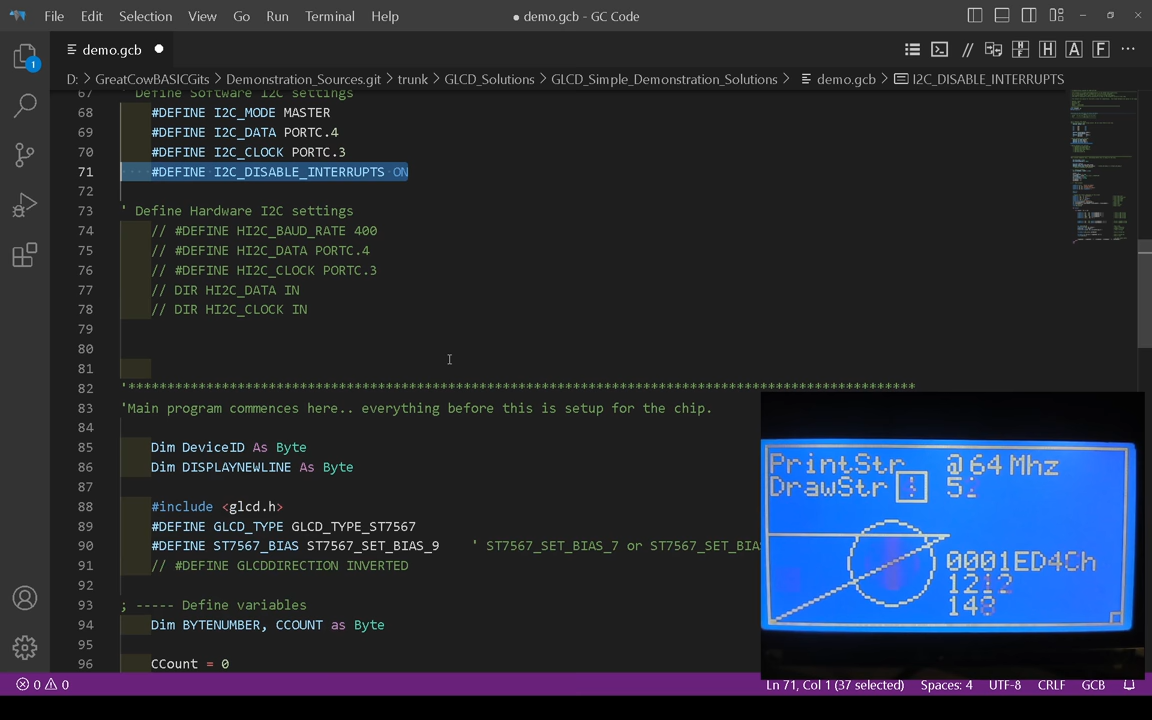 File Edit Selection View Go Run Terminal Help
● demo.gcb - GC Code
demo.gcb ●
D: > GreatCowBASICGits > Demonstration_Sources.git > trunk > GLCD_Solutions > GLCD_Simple_Demonstration_Solutions > demo.gcb > I2C_DISABLE_INTERRUPTS
1
67 ' Define Software I2C settings
68 #DEFINE I2C_MODE MASTER
69 #DEFINE I2C_DATA PORTC.4
70 #DEFINE I2C_CLOCK PORTC.3
71 #DEFINE I2C_DISABLE_INTERRUPTS ON
72
73 ' Define Hardware I2C settings
74 // #DEFINE HI2C_BAUD_RATE 400
75 // #DEFINE HI2C_DATA PORTC.4
76 // #DEFINE HI2C_CLOCK PORTC.3
77 // DIR HI2C_DATA IN
78 // DIR HI2C_CLOCK IN
79
80
81
82 '*****************************************************************************************************
83 'Main program commences here.. everything before this is setup for the chip.
84
85 Dim DeviceID As Byte
86 Dim DISPLAYNEWLINE As Byte
87
88 #include <glcd.h>
89 #DEFINE GLCD_TYPE GLCD_TYPE_ST7567
90 #DEFINE ST7567_BIAS ST7567_SET_BIAS_9 ' ST7567_SET_BIAS_7 or ST7567_SET_BIAS
91 // #DEFINE GLCDDIRECTION INVERTED
92
93 ; ----- Define variables
94 Dim BYTENUMBER, CCOUNT as Byte
95
96 CCount = 0
PrintStr @64 Mhz
DrawStr
0001ED4Ch
1212
148
0 0
Ln 71, Col 1 (37 selected) Spaces: 4 UTF-8 CRLF GCB